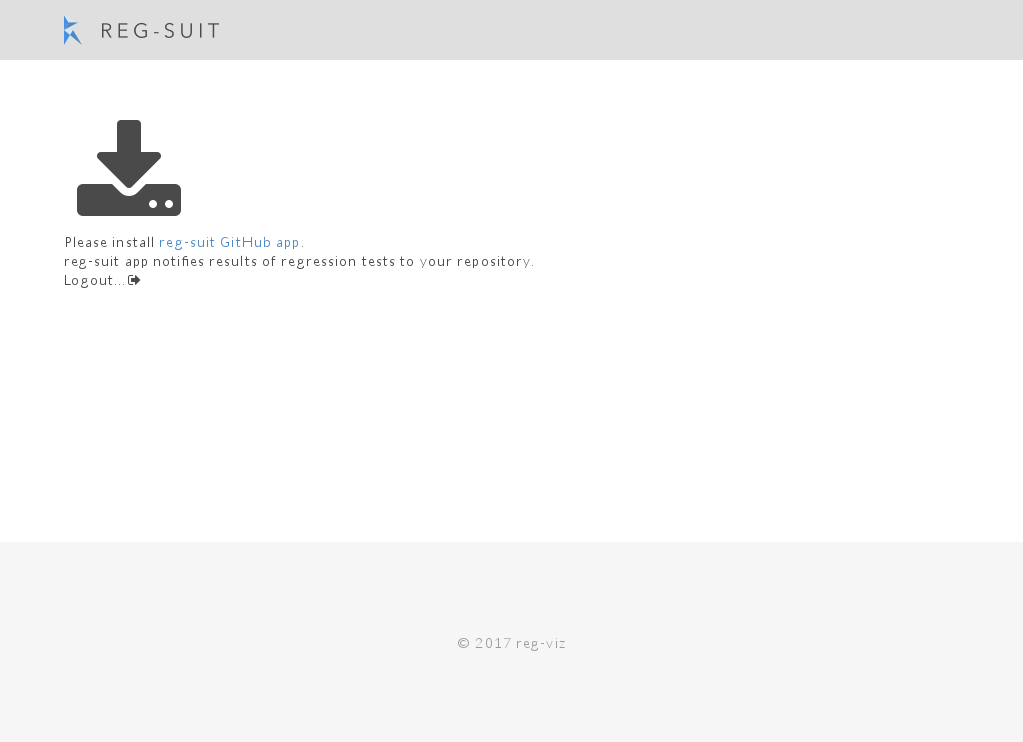 REG-SUIT
Please install reg-suit GitHub app.
reg-suit app notifies results of regression tests to your repository.
Logout...
© 2017 reg-viz